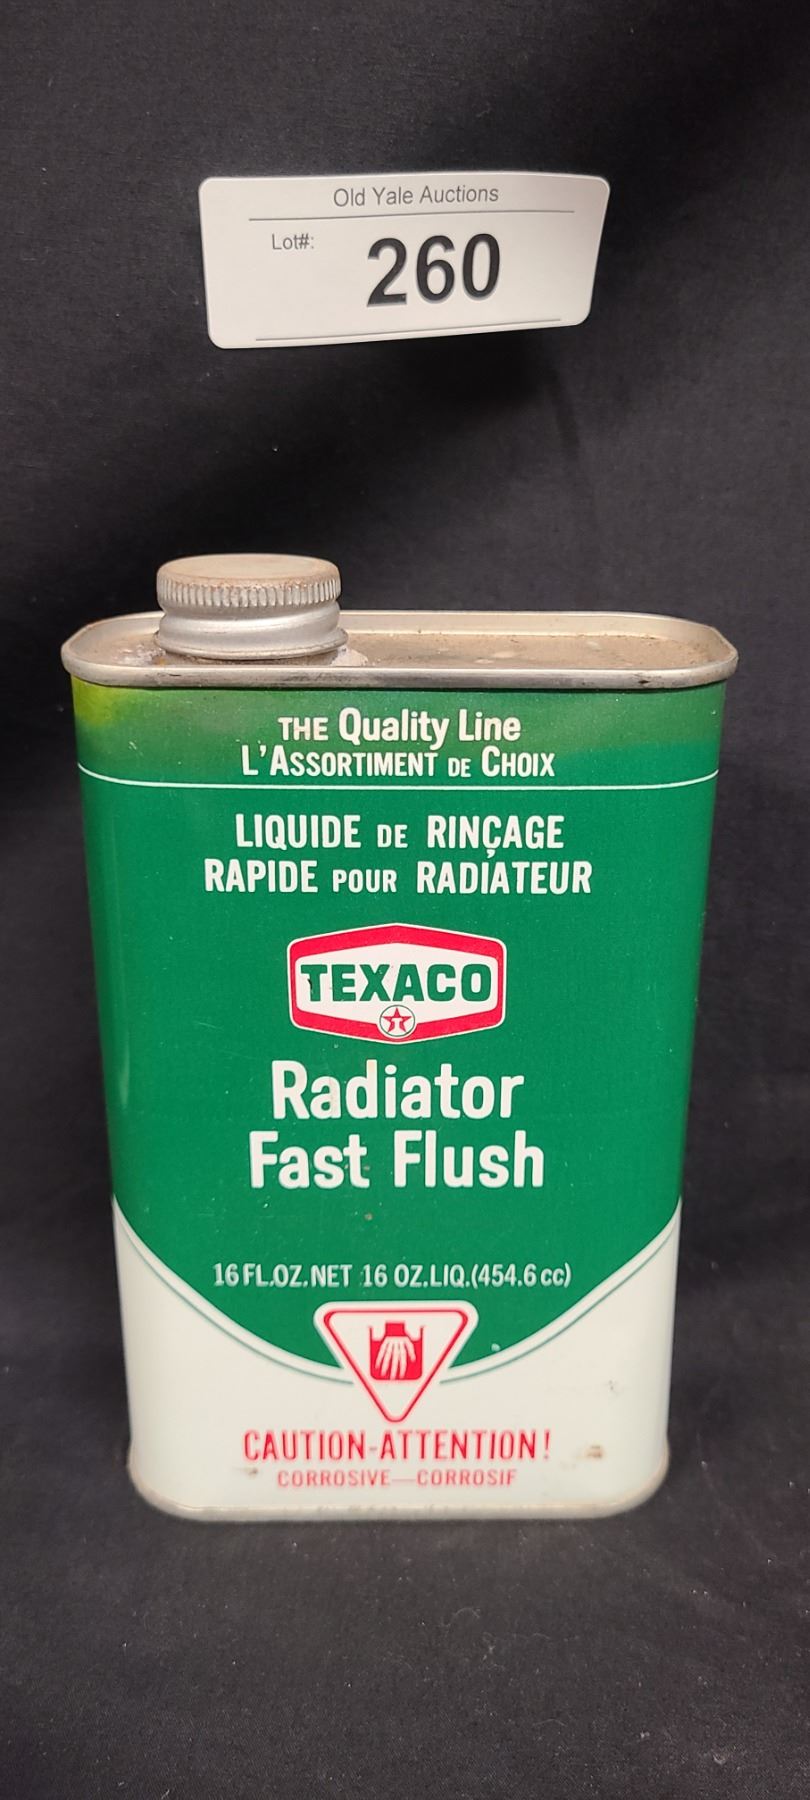 Old Yale Auctions
Lot#: 260
THE Quality Line
L'ASSORTIMENT DE CHOIX
LIQUIDE DE RINÇAGE
RAPIDE POUR RADIATEUR
TEXACO
T
Radiator
Fast Flush
16 FL.OZ. NET 16 OZ.LIQ.(454.6 cc)
CAUTION-ATTENTION!
CORROSIVE—CORROSIF